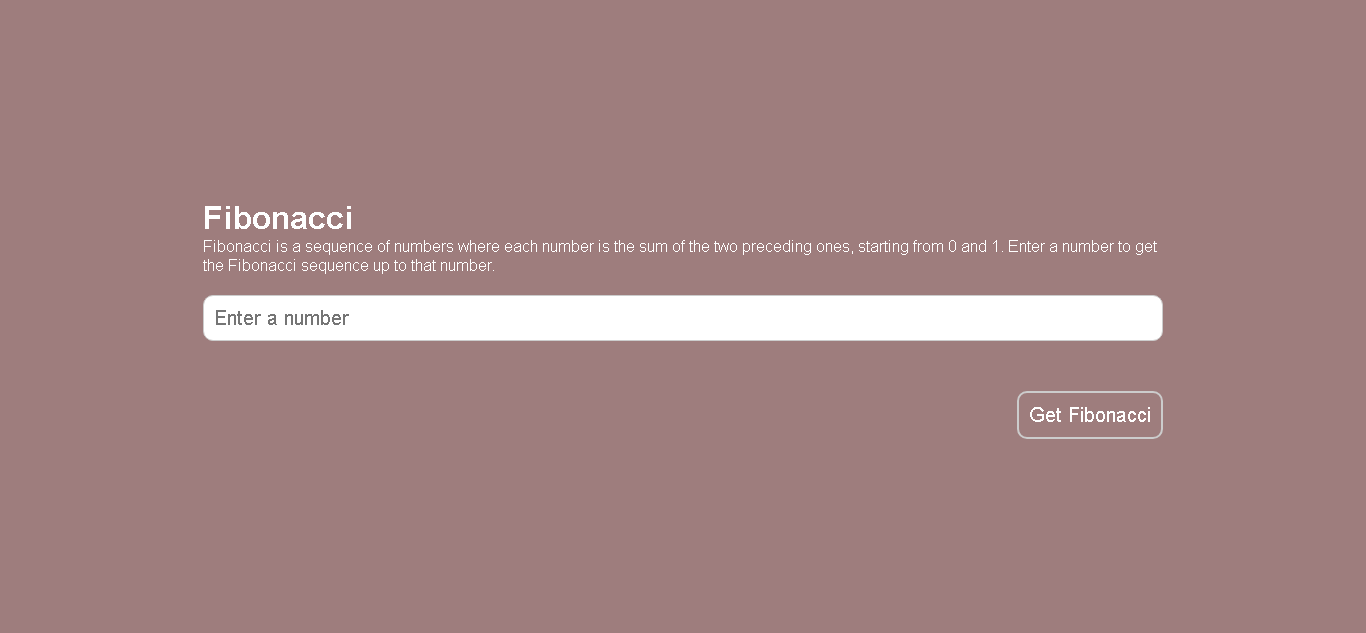 Fibonacci
Fibonacci is a sequence of numbers where each number is the sum of the two preceding ones, starting from 0 and 1. Enter a number to get
the Fibonacci sequence up to that number.
Enter a number
Get Fibonacci